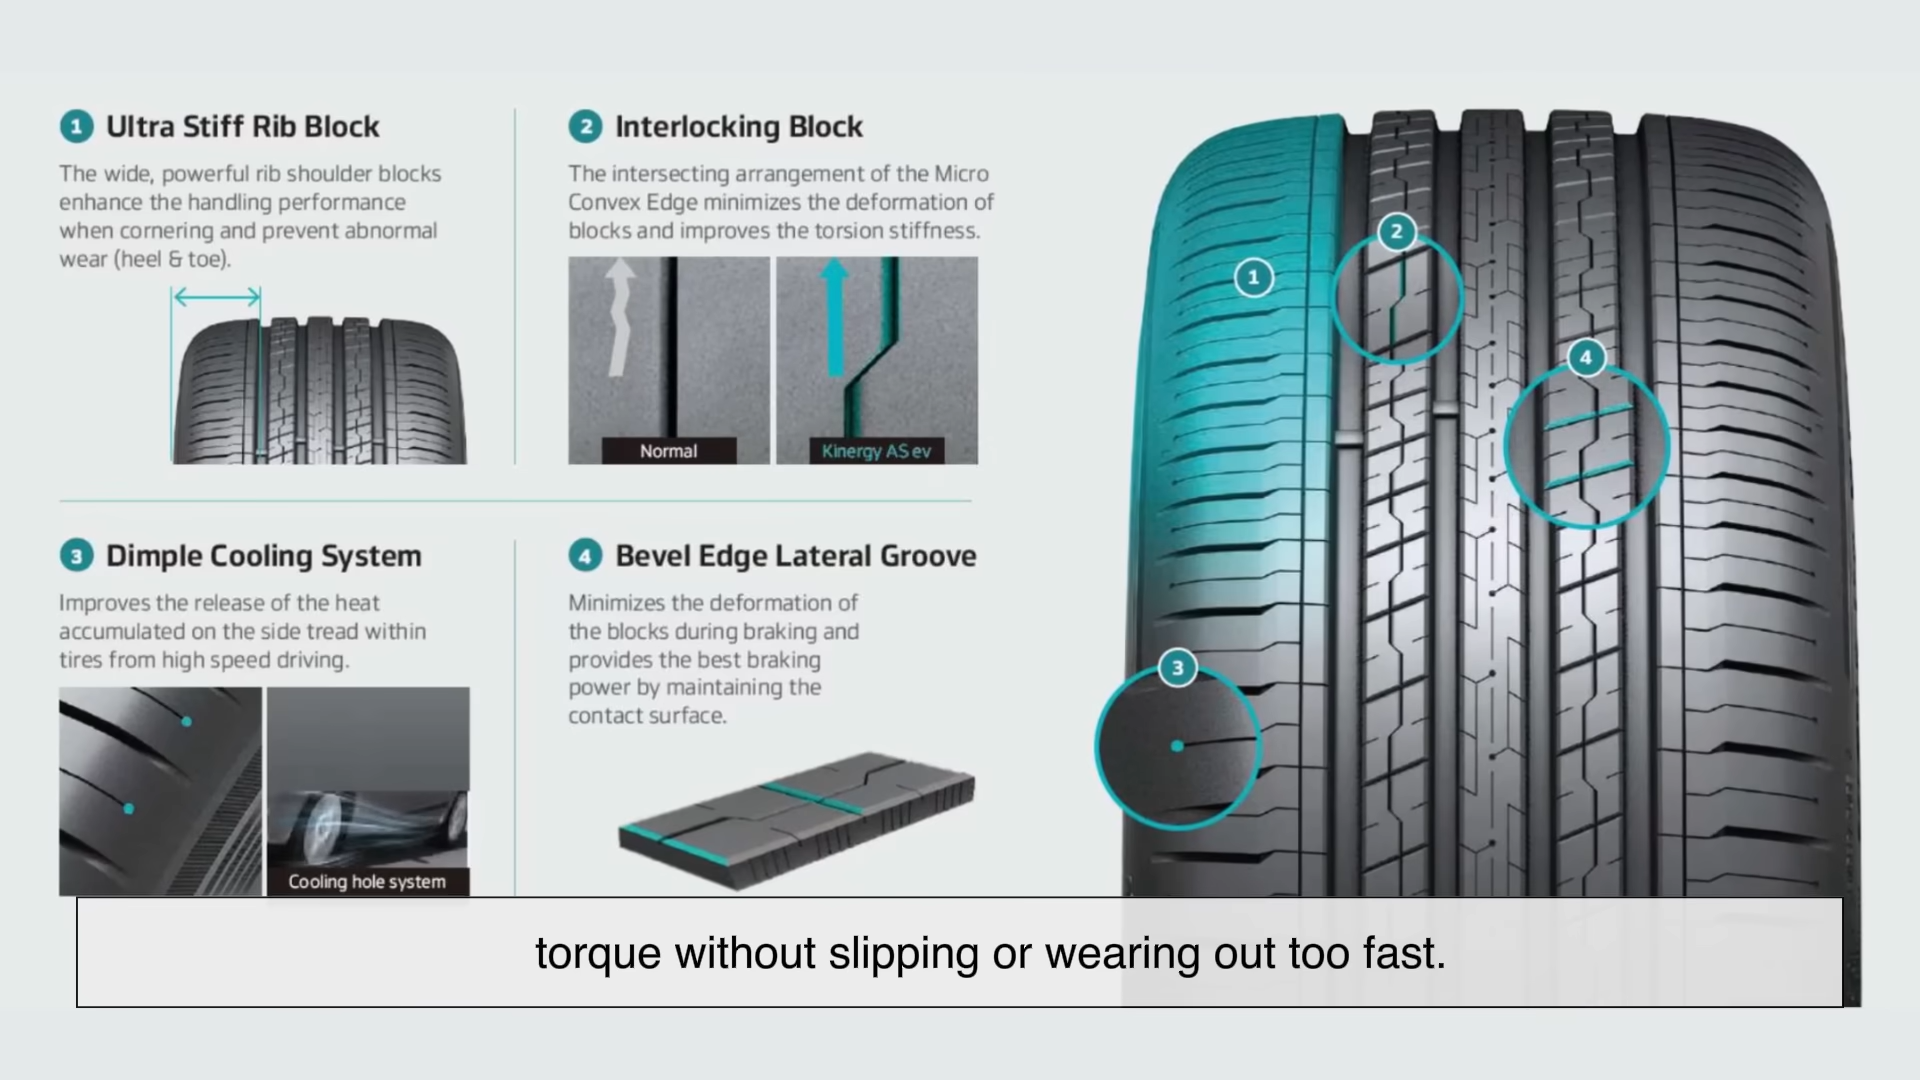 1 Ultra Stiff Rib Block
The wide, powerful rib shoulder blocks
enhance the handling performance
when cornering and prevent abnormal
wear (heel & toe).
2 Interlocking Block
The intersecting arrangement of the Micro
Convex Edge minimizes the deformation of
blocks and improves the torsion stiffness.
Normal
Kinergy AS ev
3 Dimple Cooling System
Improves the release of the heat
accumulated on the side tread within
tires from high speed driving.
Cooling hole system
4 Bevel Edge Lateral Groove
Minimizes the deformation of
the blocks during braking and
provides the best braking
power by maintaining the
contact surface.
1
2
3
4
torque without slipping or wearing out too fast.